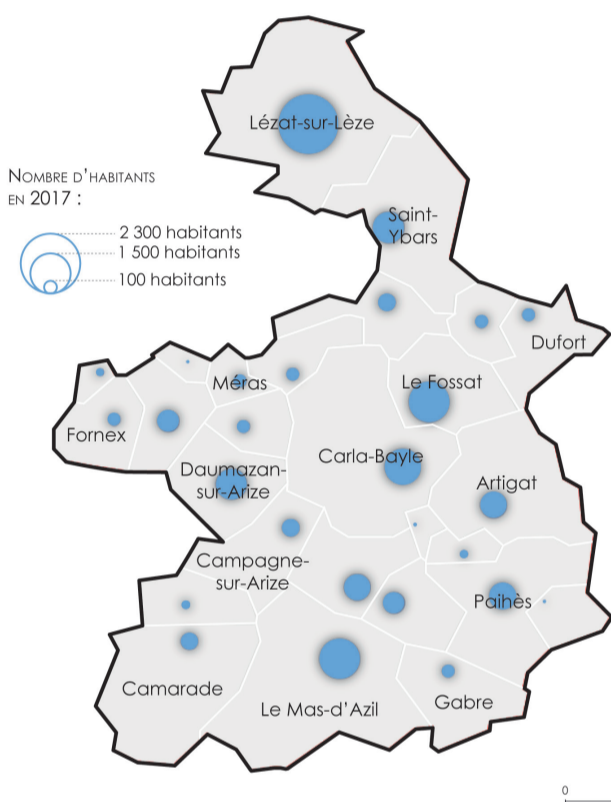 Lézat-sur-Lèze
NOMBRE D'HABITANTS
EN 2017 :
2 300 habitants
1 500 habitants
100 habitants
Saint-
Ybars
Dufort
Méras
Le Fossat
Fornex
Carla-Bayle
Daumazan-
sur-Arize
Artigat
Campagne-
sur-Arize
Paihès
Camarade
Le Mas-d'Azil
Gabre
0